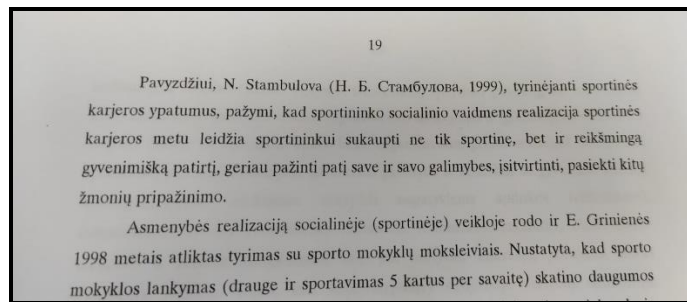 19
Pavyzdžiui, N. Stambulova (Н. Б. Стамбулова, 1999), tyrinėjanti sportinės
karjeros ypatumus, pažymi, kad sportininko socialinio vaidmens realizacija sportinės
karjeros metu leidžia sportininkui sukaupti ne tik sportinę, bet ir reikšmingą
gyvenimišką patirtį, geriau pažinti patį save ir savo galimybes, įsitvirtinti, pasiekti kitų
žmonių pripažinimo.
Asmenybės realizaciją socialinėje (sportinėje) veikloje rodo ir E. Grinienės
1998 metais atliktas tyrimas su sporto mokyklų moksleiviais. Nustatyta, kad sporto
mokyklos lankymas (drauge ir sportavimas 5 kartus per savaitę) skatino daugumos